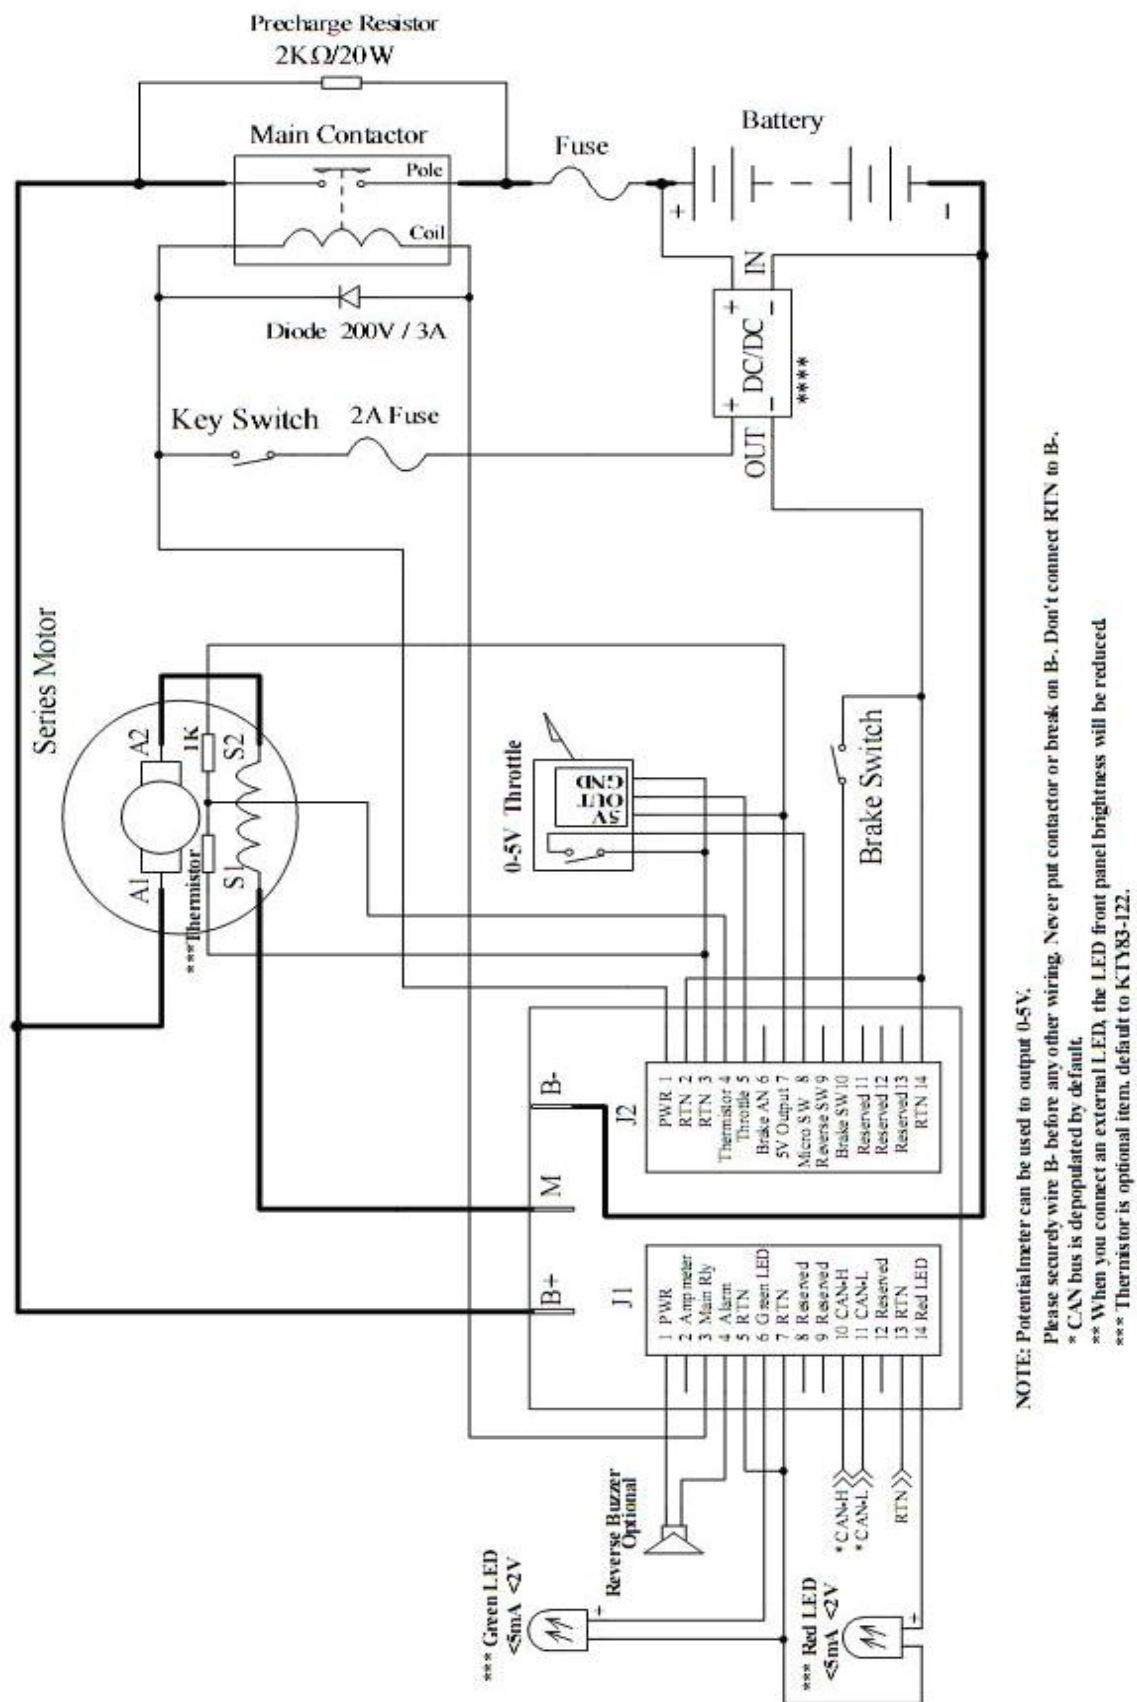 Precharge Resistor
2KΩ/20W
Main Contactor
Pole
Coil
Fuse
Battery
+
-
Diode 200V / 3A
Key Switch
2A Fuse
IN
+
-
DC/DC
+
-
OUT
****
Series Motor
A2
A1
1K
S2
S1
***Thermistor
0-5V Throttle
GND
OUT
5V
Brake Switch
B-
M
B+
J2
PWR 1
RTN 2
RTN 3
Thermistor 4
Throttle 5
Brake AN 6
5V Output 7
Micro SW 8
Reverse SW 9
Brake SW 10
Reserved 11
Reserved 12
Reserved 13
RTN 14
J1
1 PWR
2 Ampmeter
3 Main Rly
4 Alarm
5 RTN
6 Green LED
7 RTN
8 Reserved
9 Reserved
10 CAN-H
11 CAN-L
12 Reserved
13 RTN
14 Red LED
Reverse Buzzer
Optional
*CAN-H
*CAN-L
RTN
*** Green LED
<5mA <2V
+
*** Red LED
<5mA <2V
+
NOTE: Potentialmeter can be used to output 0-5V.
Please securely wire B- before any other wiring. Never put contactor or break on B-. Don't connect RTN to B-.
* CAN bus is depopulated by default.
** When you connect an external LED, the LED front panel brightness will be reduced.
*** Thermistor is optional item. default to KTY83-122.